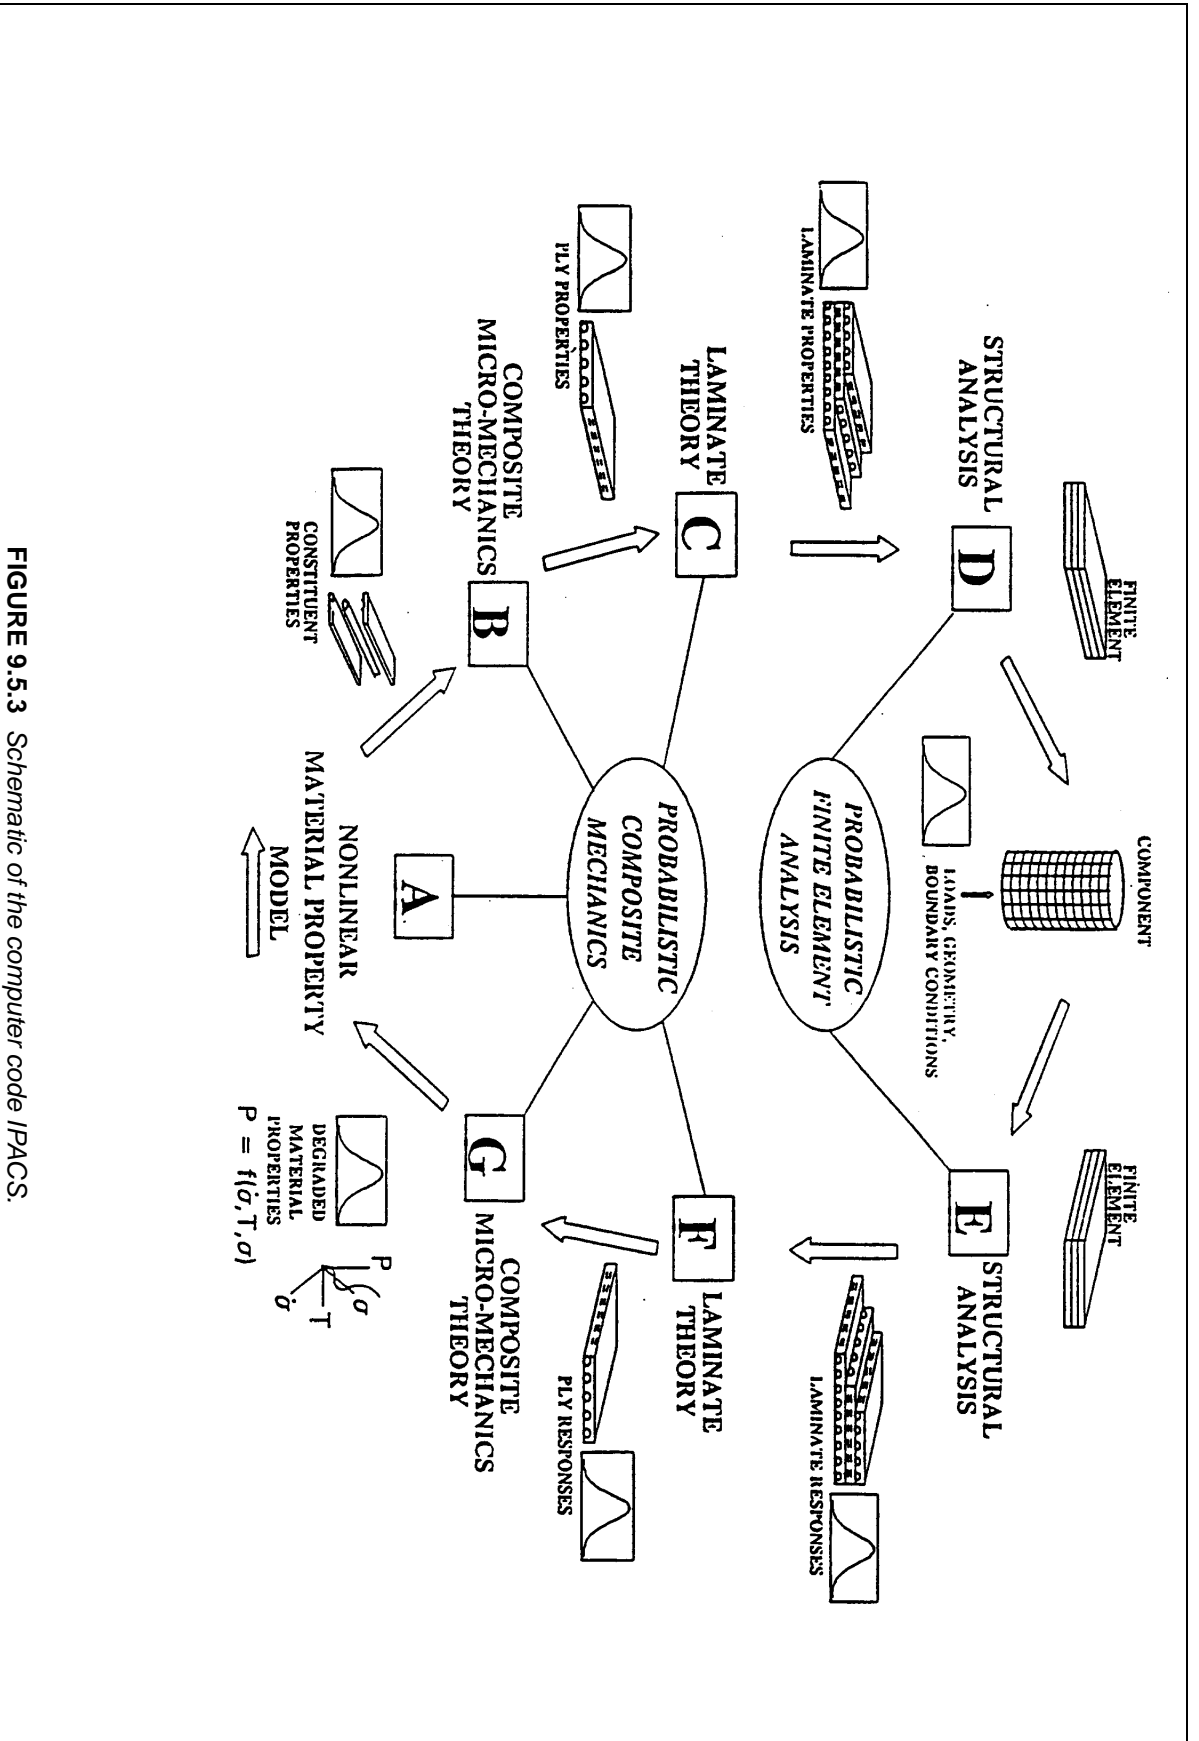 COMPONENT
FINITE
ELEMENT
FINITE
ELEMENT
STRUCTURAL
ANALYSIS
D
LOADS, GEOMETRY,
BOUNDARY CONDITIONS
E
STRUCTURAL
ANALYSIS
LAMINATE PROPERTIES
PROBABILISTIC
FINITE ELEMENT
ANALYSIS
LAMINATE RESPONSES
LAMINATE
THEORY
C
F
LAMINATE
THEORY
PLY PROPERTIES
PROBABILISTIC
COMPOSITE
MECHANICS
PLY RESPONSES
COMPOSITE
MICRO-MECHANICS
THEORY
B
G
COMPOSITE
MICRO-MECHANICS
THEORY
A
CONSTITUENT
PROPERTIES
NONLINEAR
MATERIAL PROPERTY
MODEL
DEGRADED
MATERIAL
PROPERTIES
P = f(σ̇,T,σ)
P
σ
T
σ̇
FIGURE 9.5.3 Schematic of the computer code IPACS.